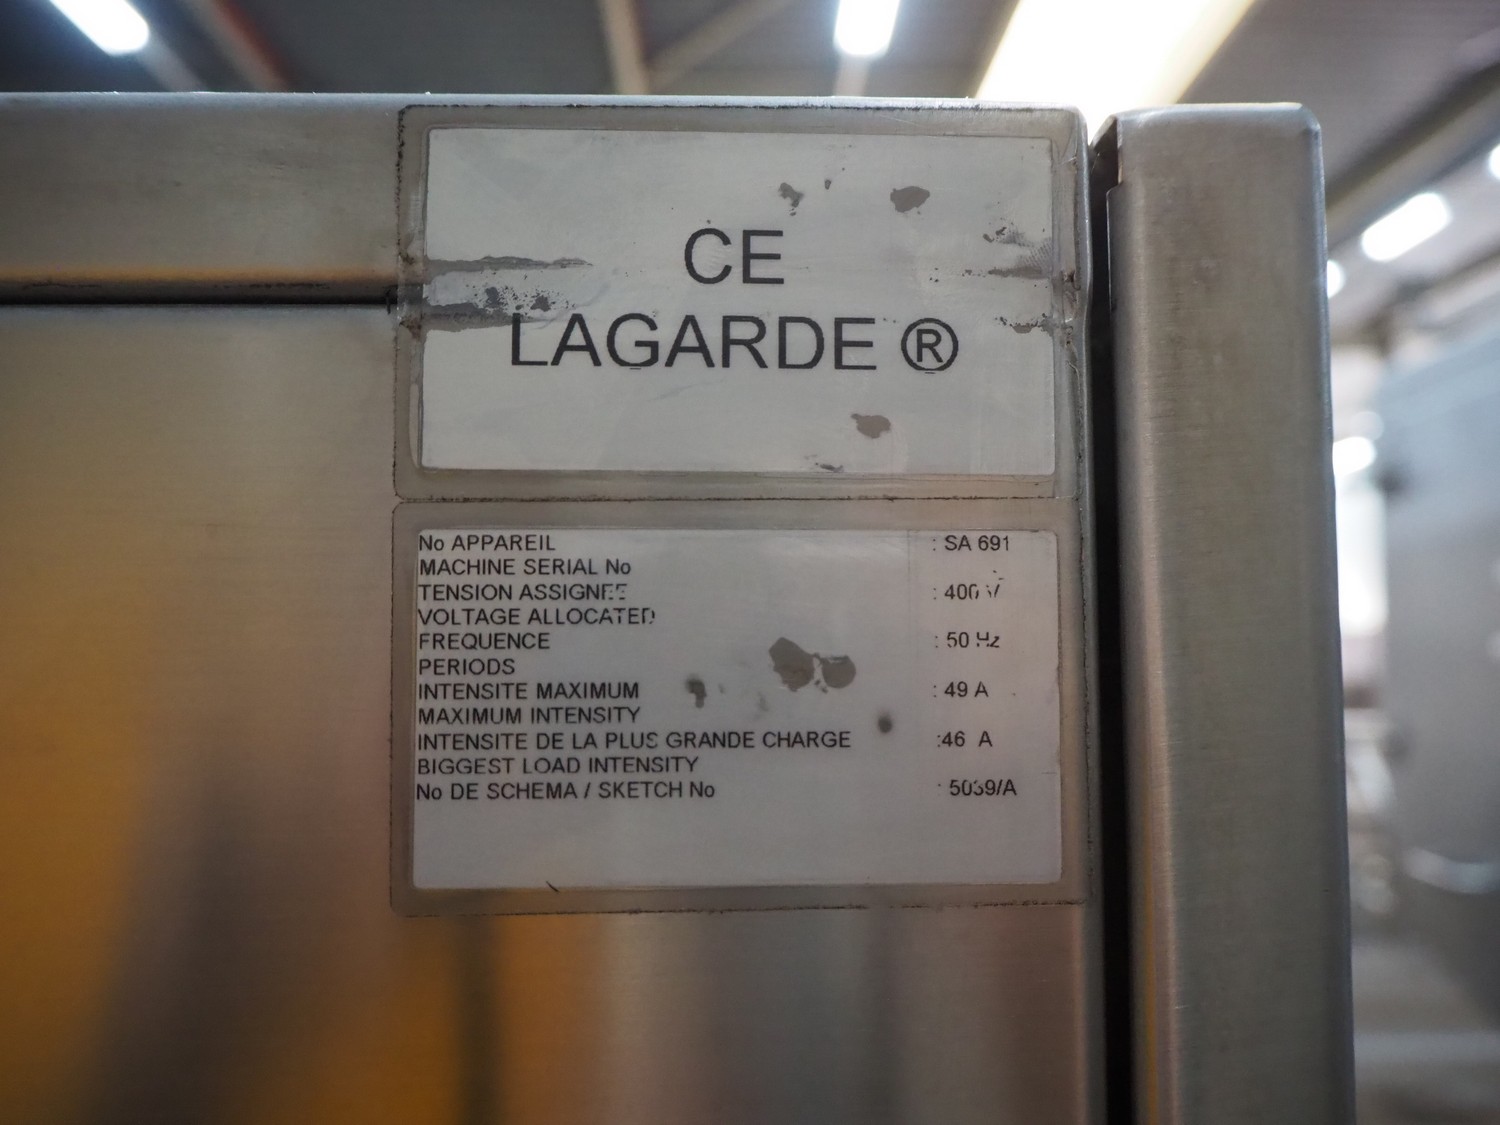 CE
LAGARDE ®
No APPAREIL : SA 691
MACHINE SERIAL No
TENSION ASSIGNEE : 400 V
VOLTAGE ALLOCATED
FREQUENCE : 50 Hz
PERIODS
INTENSITE MAXIMUM : 49 A
MAXIMUM INTENSITY
INTENSITE DE LA PLUS GRANDE CHARGE :46 A
BIGGEST LOAD INTENSITY
No DE SCHEMA / SKETCH No : 5039/A